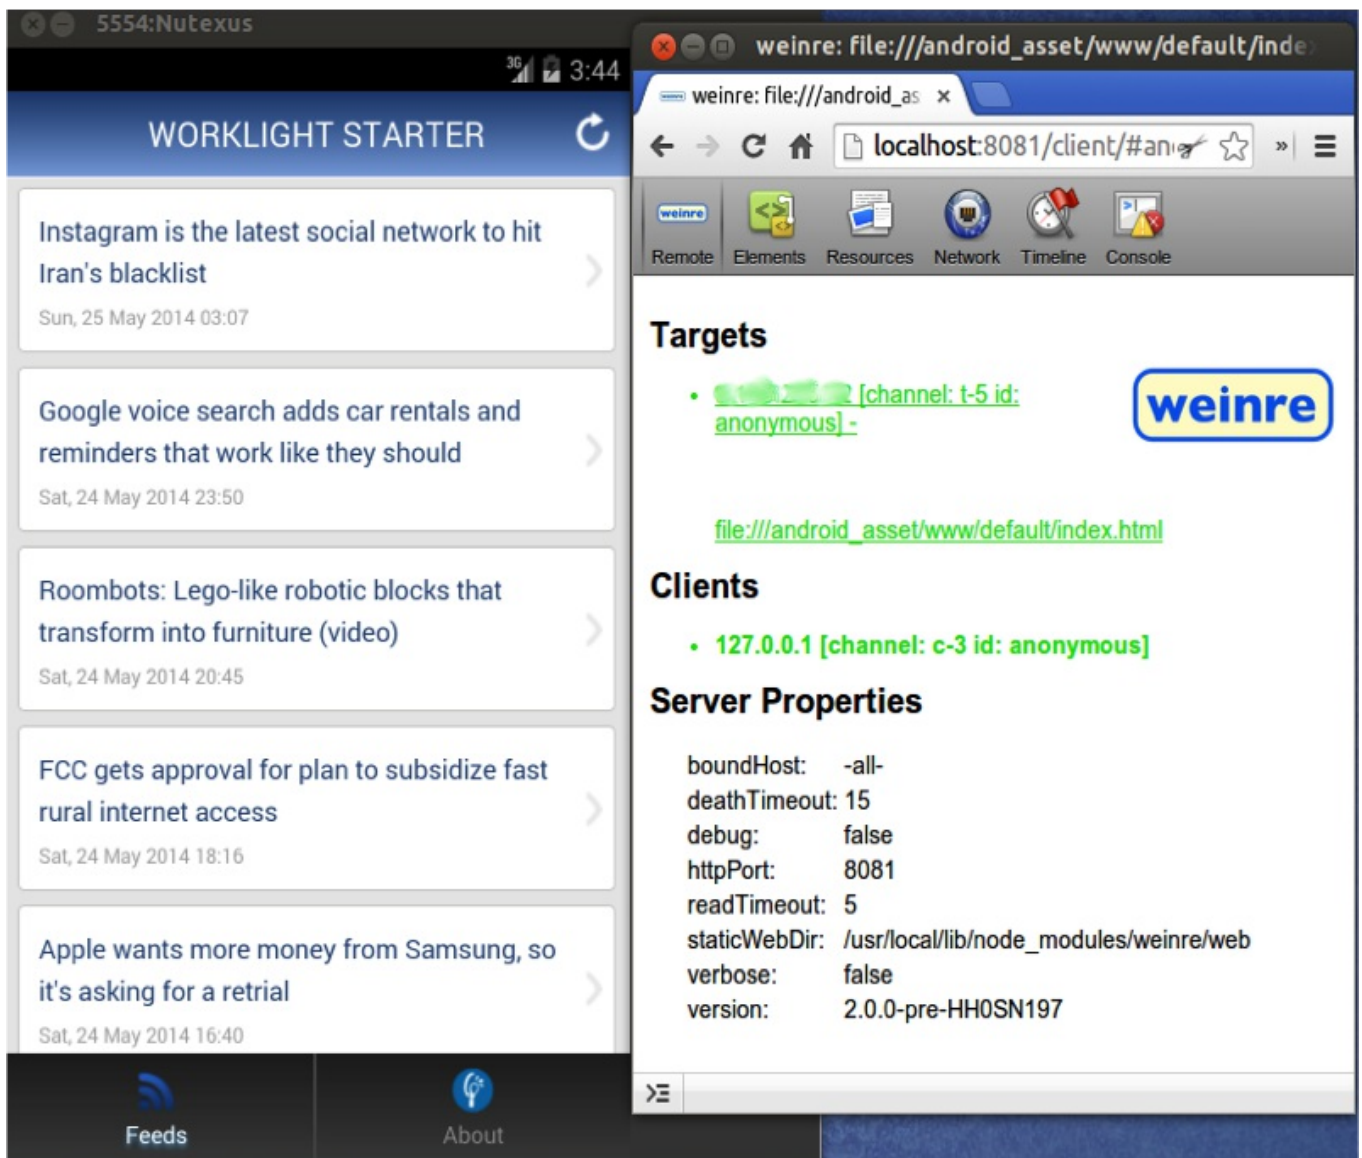 5554:Nutexus
3G
3:44
WORKLIGHT STARTER
Instagram is the latest social network to hit
Iran's blacklist
Sun, 25 May 2014 03:07
Google voice search adds car rentals and
reminders that work like they should
Sat, 24 May 2014 23:50
Roombots: Lego-like robotic blocks that
transform into furniture (video)
Sat, 24 May 2014 20:45
FCC gets approval for plan to subsidize fast
rural internet access
Sat, 24 May 2014 18:16
Apple wants more money from Samsung, so
it's asking for a retrial
Sat, 24 May 2014 16:40
Feeds
About
weinre: file:///android_asset/www/default/inde
weinre: file:///android_as
localhost:8081/client/#an
weinre
Remote
Elements
Resources
Network
Timeline
Console
Targets
[channel: t-5 id:
anonymous] -
weinre
file:///android_asset/www/default/index.html
Clients
• 127.0.0.1 [channel: c-3 id: anonymous]
Server Properties
boundHost: -all-
deathTimeout: 15
debug: false
httpPort: 8081
readTimeout: 5
staticWebDir: /usr/local/lib/node_modules/weinre/web
verbose: false
version: 2.0.0-pre-HH0SN197